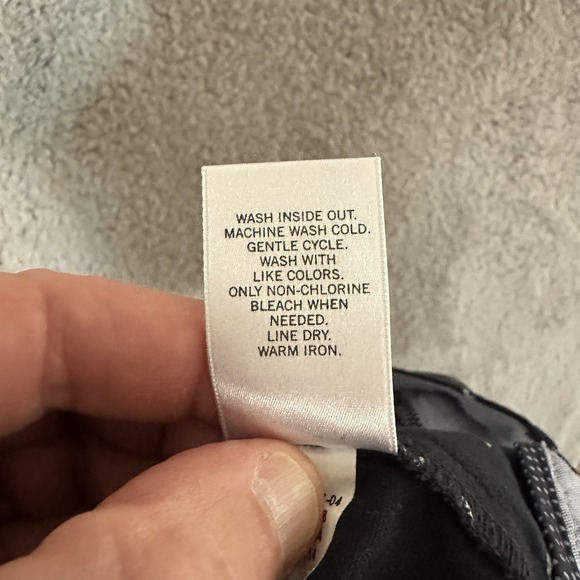 WASH INSIDE OUT.
MACHINE WASH COLD.
GENTLE CYCLE.
WASH WITH
LIKE COLORS.
ONLY NON-CHLORINE
BLEACH WHEN
NEEDED.
LINE DRY.
WARM IRON.
-04